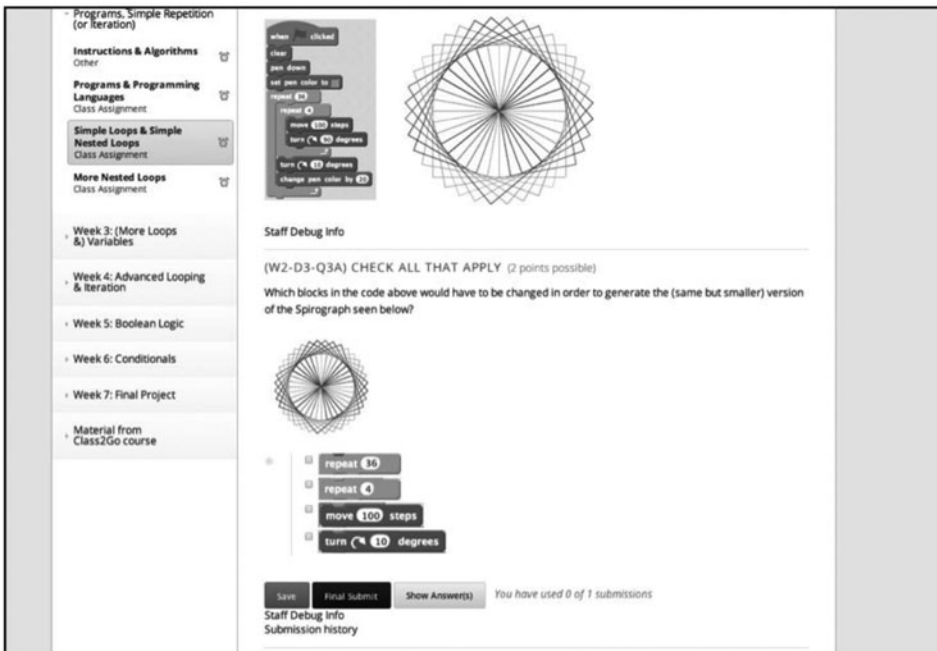 Programs, Simple Repetition
(or Iteration)
Instructions & Algorithms
Other
Programs & Programming
Languages
Class Assignment
Simple Loops & Simple
Nested Loops
Class Assignment
More Nested Loops
Class Assignment
Week 3: (More Loops
&) Variables
Week 4: Advanced Looping
& Iteration
Week 5: Boolean Logic
Week 6: Conditionals
Week 7: Final Project
Material from
Class2Go course
when clicked
clear
pen down
set pen color to
repeat 36
repeat 4
move 100 steps
turn 90 degrees
turn 10 degrees
change pen color by 20
Staff Debug Info
(W2-D3-Q3A) CHECK ALL THAT APPLY (2 points possible)
Which blocks in the code above would have to be changed in order to generate the (same but smaller) version
of the Spirograph seen below?
repeat 36
repeat 4
move 100 steps
turn 10 degrees
Save Final Submit Show Answer(s) You have used 0 of 1 submissions
Staff Debug Info
Submission history